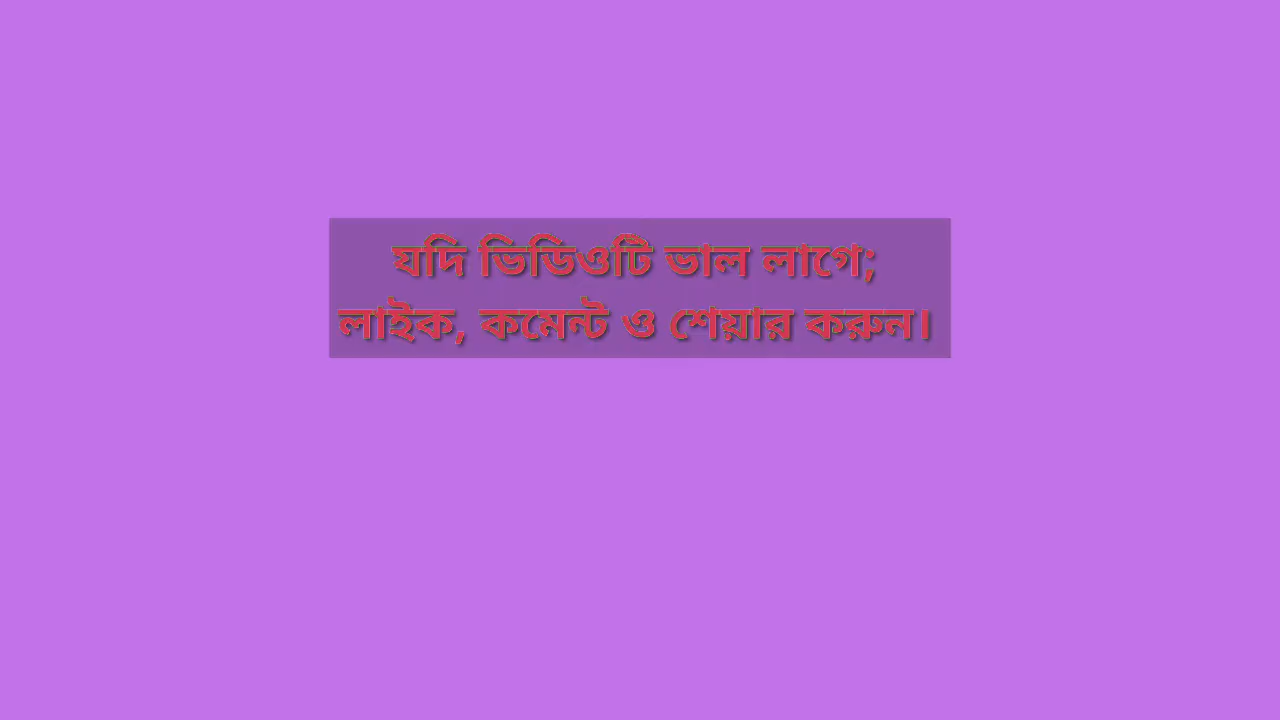 যদি ভিডিওটি ভাল লাগে;
লাইক, কমেন্ট ও শেয়ার করুন।